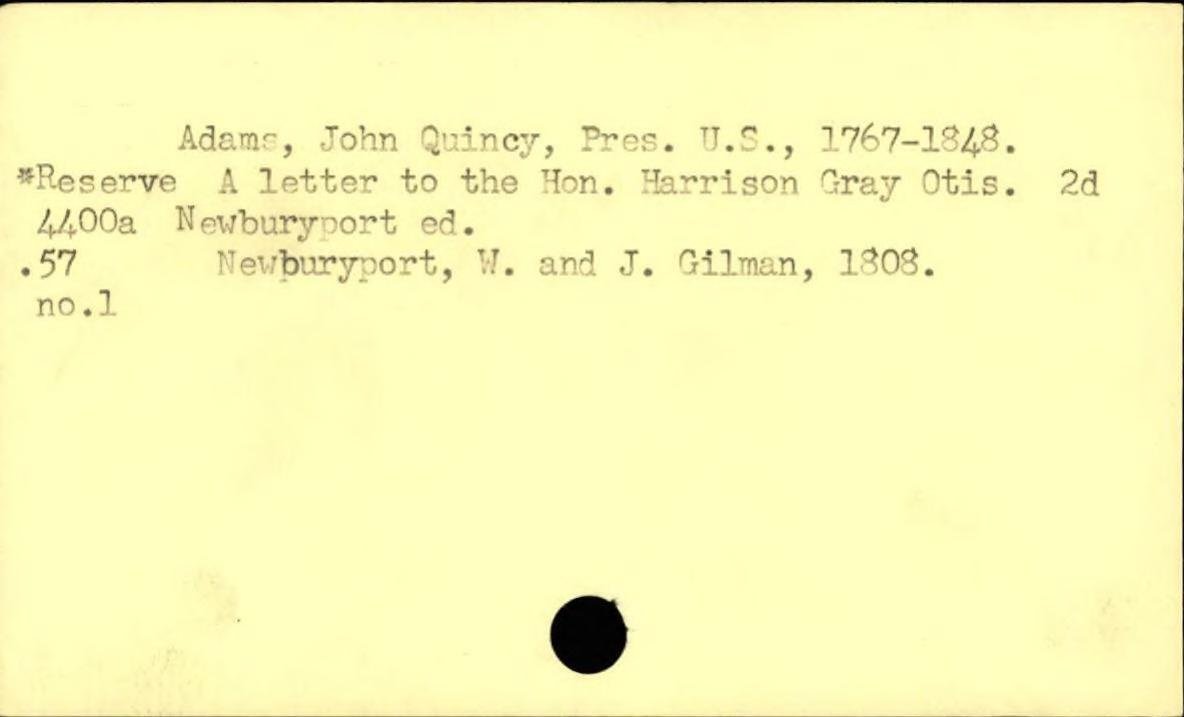 Adams, John Quincy, Pres. U.S., 1767-1848.
*Reserve A letter to the Hon. Harrison Gray Otis. 2d
4400a Newburyport ed.
.57 Newburyport, W. and J. Gilman, 1808.
no.1